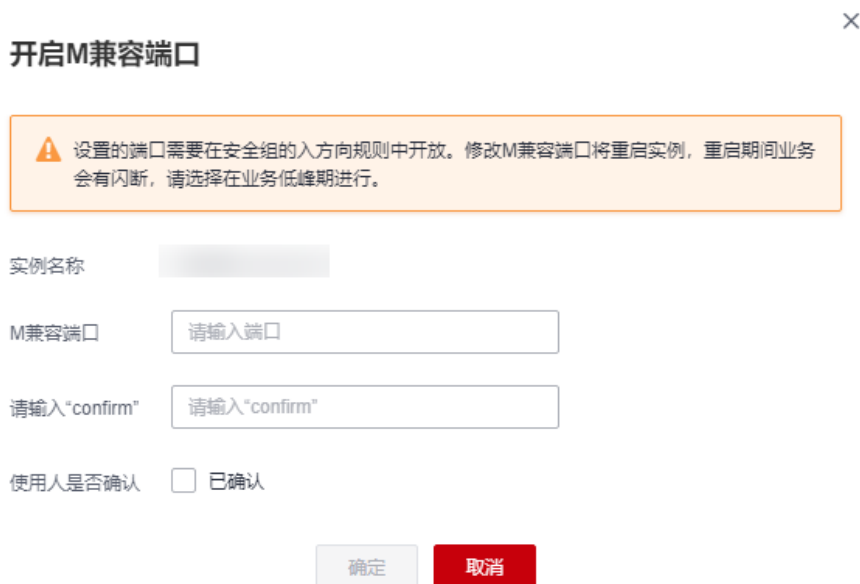 开启M兼容端口
设置的端口需要在安全组的入方向规则中开放。修改M兼容端口将重启实例，重启期间业务
会有闪断，请选择在业务低峰期进行。
实例名称
M兼容端口 请输入端口
请输入“confirm” 请输入“confirm”
使用人是否确认 已确认
确定 取消